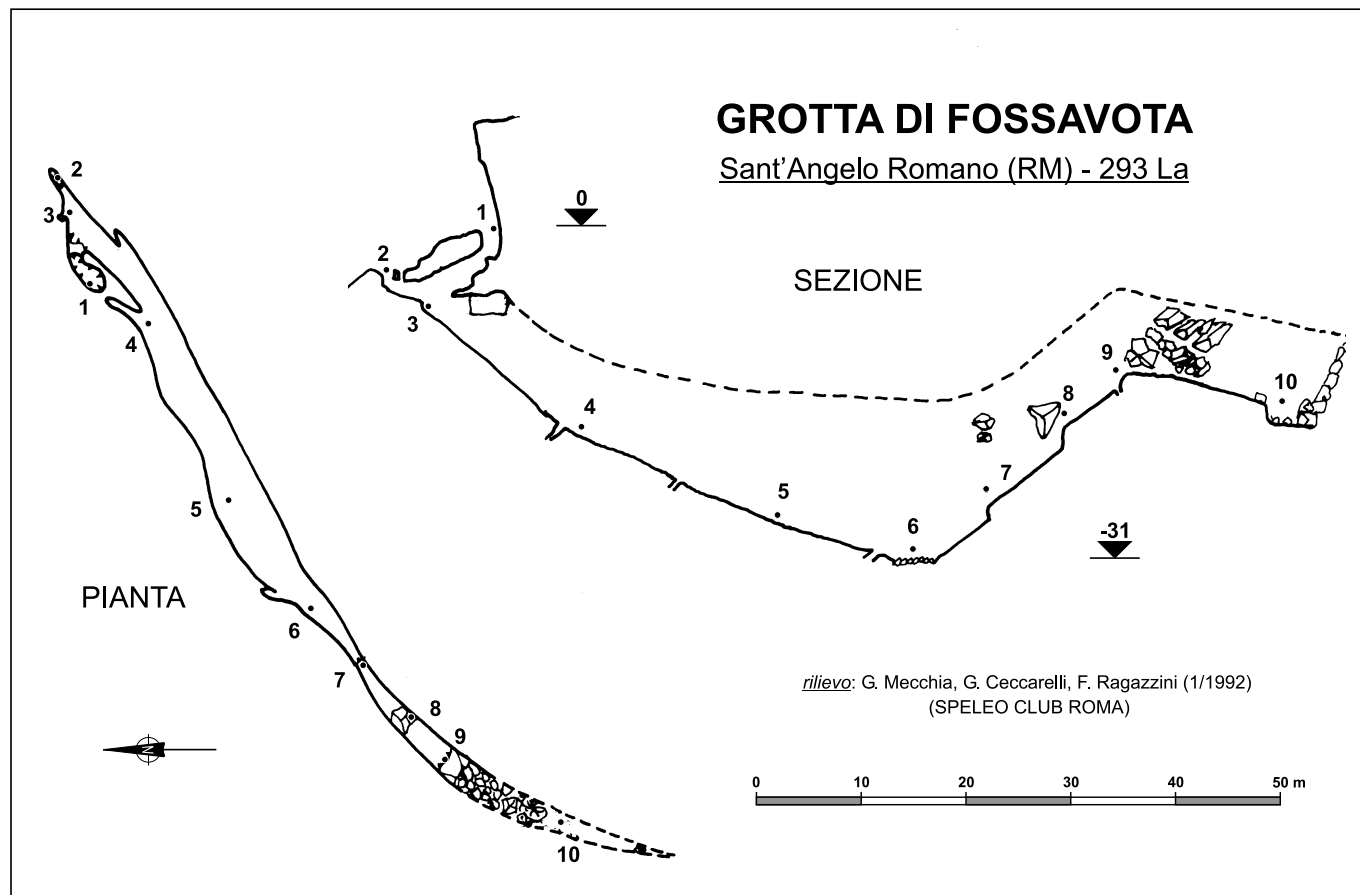 GROTTA DI FOSSAVOTA
Sant'Angelo Romano (RM) - 293 La
0
1
2
3
4
5
6
7
8
9
10
-31
SEZIONE
2
3
1
4
5
6
7
8
9
10
PIANTA
N
rilievo: G. Mecchia, G. Ceccarelli, F. Ragazzini (1/1992)
(SPELEO CLUB ROMA)
0 10 20 30 40 50 m